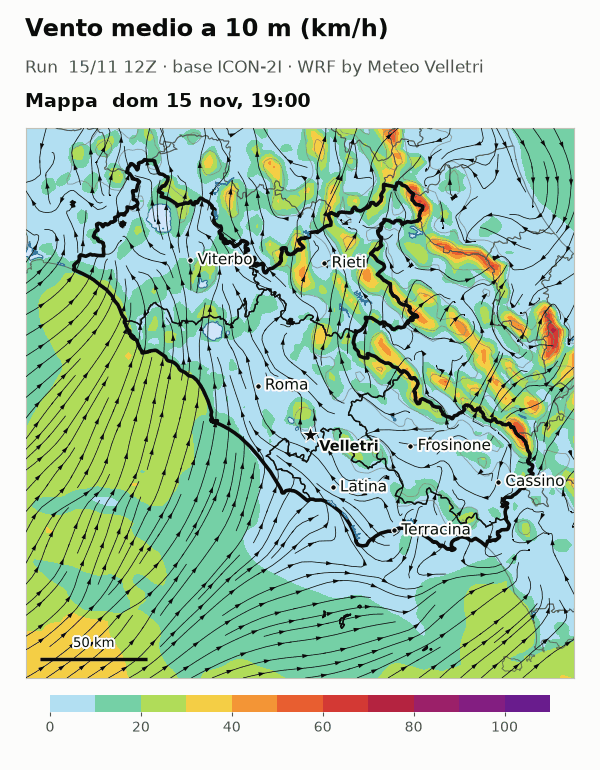 Vento medio a 10 m (km/h)
Run  15/11 12Z · base ICON-2I · WRF by Meteo Velletri
Mappa  dom 15 nov, 19:00
Viterbo
Rieti
Roma
Velletri
Frosinone
Latina
Cassino
Terracina
50 km
0 20 40 60 80 100